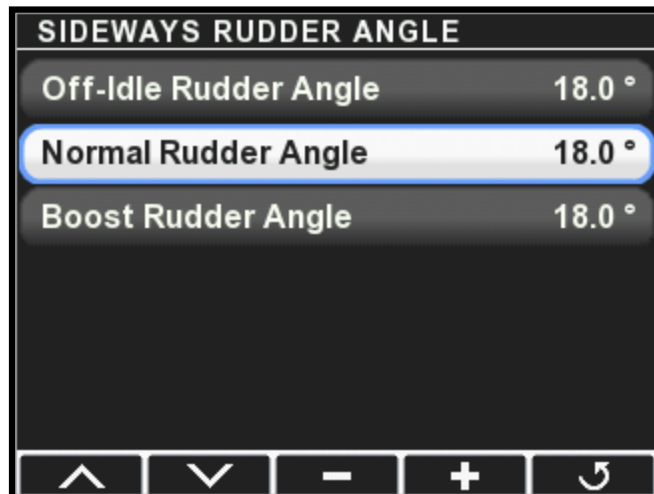 SIDEWAYS RUDDER ANGLE
Off-Idle Rudder Angle 18.0 °
Normal Rudder Angle 18.0 °
Boost Rudder Angle 18.0 °